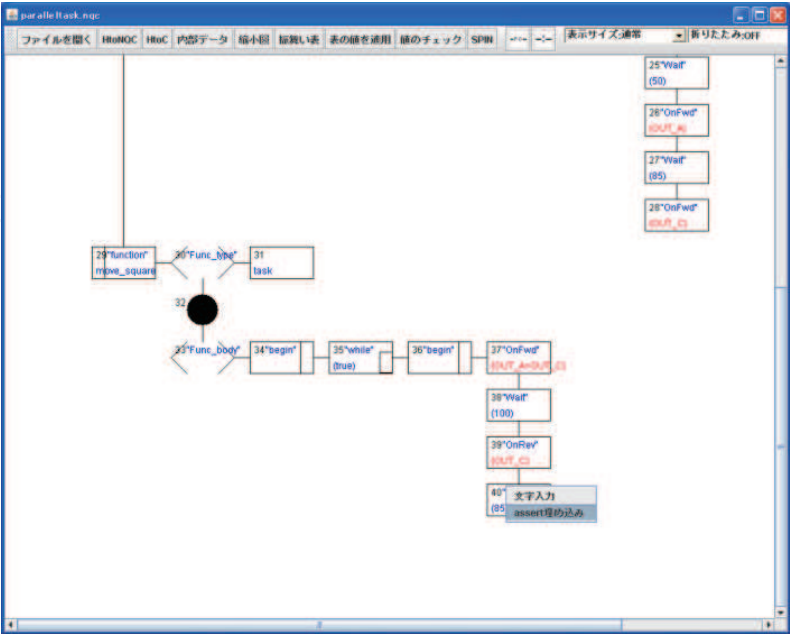 paralleltask.nqc
ファイルを開く HtoNQC HtoC 内部データ 縮小図 振舞い表 表の値を適用 値のチェック SPIN 表示サイズ:通常 折りたたみ:OFF
25"Wait"
(50)
26"OnFwd"
(OUT_A)
27"Wait"
(85)
28"OnFwd"
(OUT_C)
29"function"
move_square
30"Func_type"
31
task
32
33"Func_body"
34"begin"
35"while"
(true)
36"begin"
37"OnFwd"
(OUT_A+OUT_C)
38"Wait"
(100)
39"OnRev"
(OUT_C)
40"
(85
文字入力
assert埋め込み